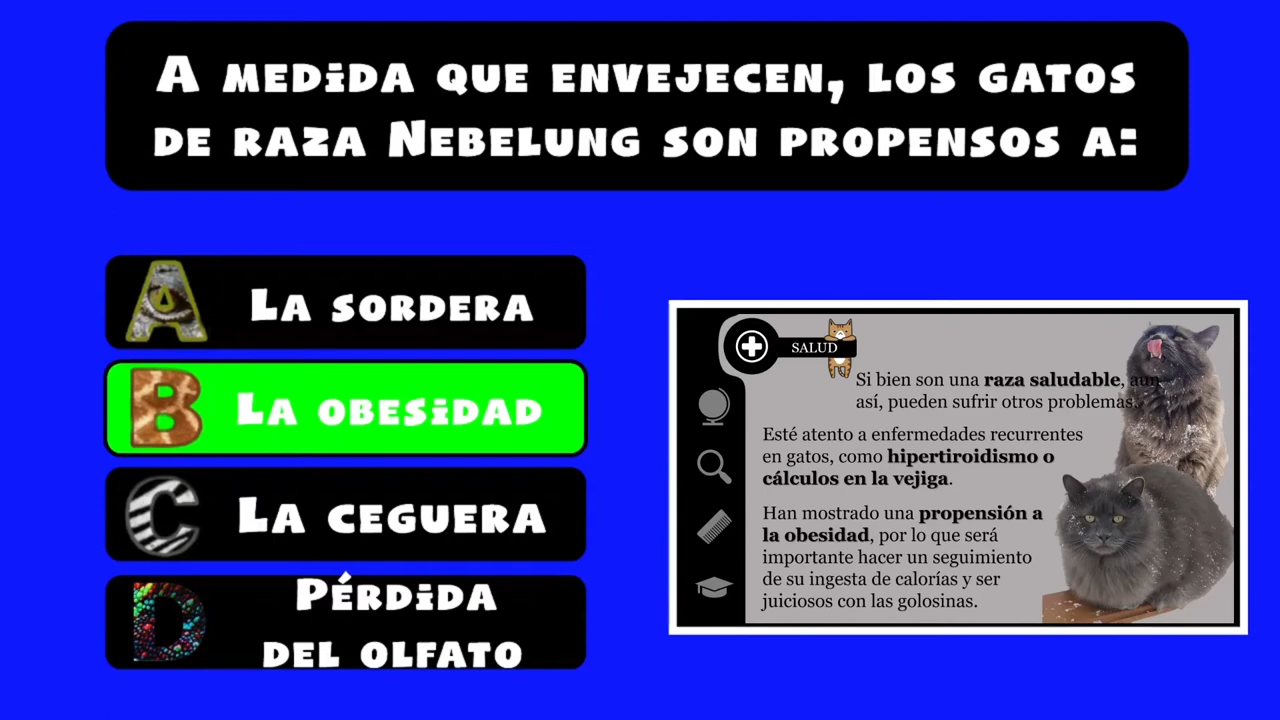 A medida que envejecen, los gatos
de raza Nebelung son propensos a:
A La sordera
B La obesidad
C La ceguera
D Pérdida
del olfato
SALUD
Si bien son una raza saludable, aun
así, pueden sufrir otros problemas.
Esté atento a enfermedades recurrentes
en gatos, como hipertiroidismo o
cálculos en la vejiga.
Han mostrado una propensión a
la obesidad, por lo que será
importante hacer un seguimiento
de su ingesta de calorías y ser
juiciosos con las golosinas.